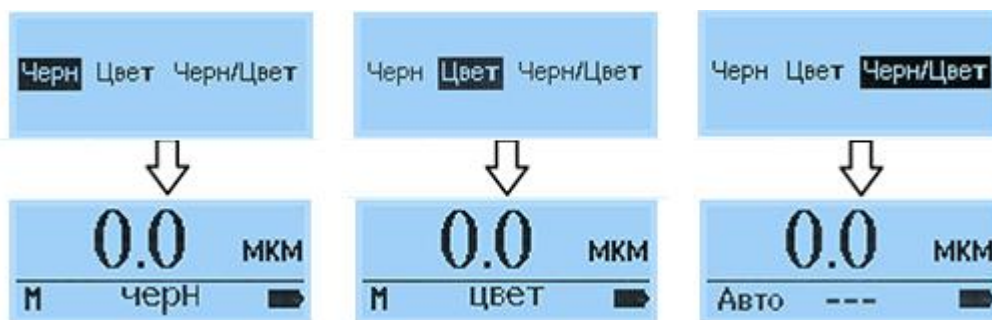 Черн Цвет Черн/Цвет
Черн Цвет Черн/Цвет
Черн Цвет Черн/Цвет
0.0 мкм
М черн
0.0 мкм
М цвет
0.0 мкм
Авто ---